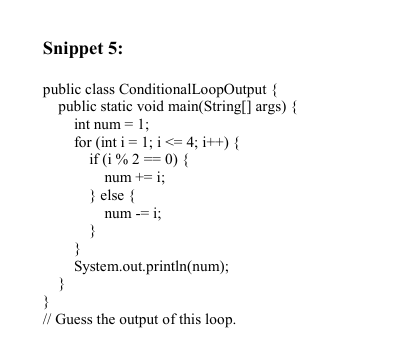 Snippet 5:
public class ConditionalLoopOutput {
public static void main(String[] args) {
int num = 1;
for (int i = 1; i <= 4; i++) {
if (i % 2 == 0) {
num += i;
} else {
num -= i;
}
}
System.out.println(num);
}
}
// Guess the output of this loop.